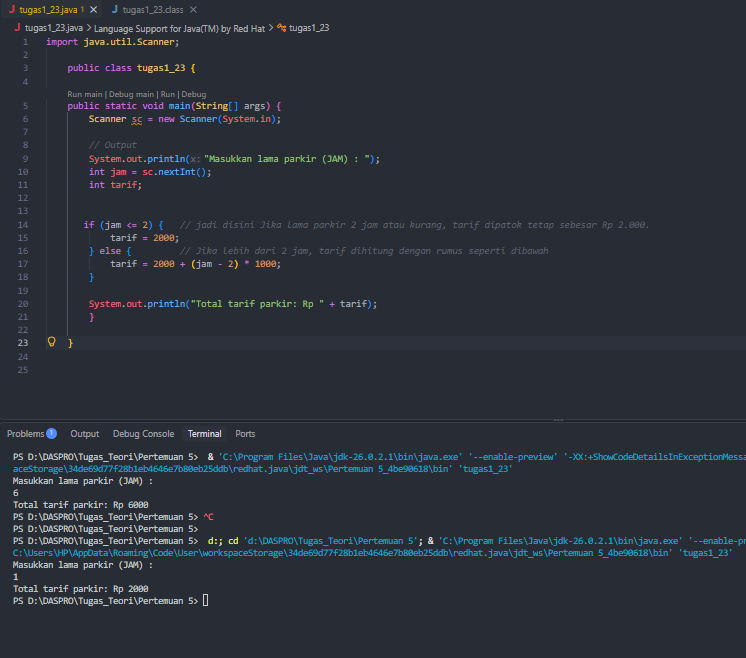 tugas1_23.java 1 × tugas1_23.class ×
tugas1_23.java > Language Support for Java(TM) by Red Hat > tugas1_23
1 import java.util.Scanner;
2
3 public class tugas1_23 {
4
Run main | Debug main | Run | Debug
5 public static void main(String[] args) {
6 Scanner sc = new Scanner(System.in);
7
8 // Output
9 System.out.println(x: "Masukkan lama parkir (JAM) : ");
10 int jam = sc.nextInt();
11 int tarif;
12
13
14 if (jam <= 2) { // jadi disini Jika lama parkir 2 jam atau kurang, tarif dipatok tetap sebesar Rp 2.000.
15 tarif = 2000;
16 } else { // Jika lebih dari 2 jam, tarif dihitung dengan rumus seperti dibawah
17 tarif = 2000 + (jam - 2) * 1000;
18 }
19
20 System.out.println("Total tarif parkir: Rp " + tarif);
21 }
22
23 }
24
25
Problems 1 Output Debug Console Terminal Ports
PS D:\DASPRO\Tugas_Teori\Pertemuan 5> & 'C:\Program Files\Java\jdk-26.0.2.1\bin\java.exe' '--enable-preview' '-XX:+ShowCodeDetailsInExceptionMessa
aceStorage\34de69d77f28b1eb4646e7b80eb25ddb\redhat.java\jdt_ws\Pertemuan 5_4be90618\bin' 'tugas1_23'
Masukkan lama parkir (JAM) :
6
Total tarif parkir: Rp 6000
PS D:\DASPRO\Tugas_Teori\Pertemuan 5> ^C
PS D:\DASPRO\Tugas_Teori\Pertemuan 5>
PS D:\DASPRO\Tugas_Teori\Pertemuan 5> d:; cd 'd:\DASPRO\Tugas_Teori\Pertemuan 5'; & 'C:\Program Files\Java\jdk-26.0.2.1\bin\java.exe' '--enable-pr
C:\Users\HP\AppData\Roaming\Code\User\workspaceStorage\34de69d77f28b1eb4646e7b80eb25ddb\redhat.java\jdt_ws\Pertemuan 5_4be90618\bin' 'tugas1_23'
Masukkan lama parkir (JAM) :
1
Total tarif parkir: Rp 2000
PS D:\DASPRO\Tugas_Teori\Pertemuan 5>